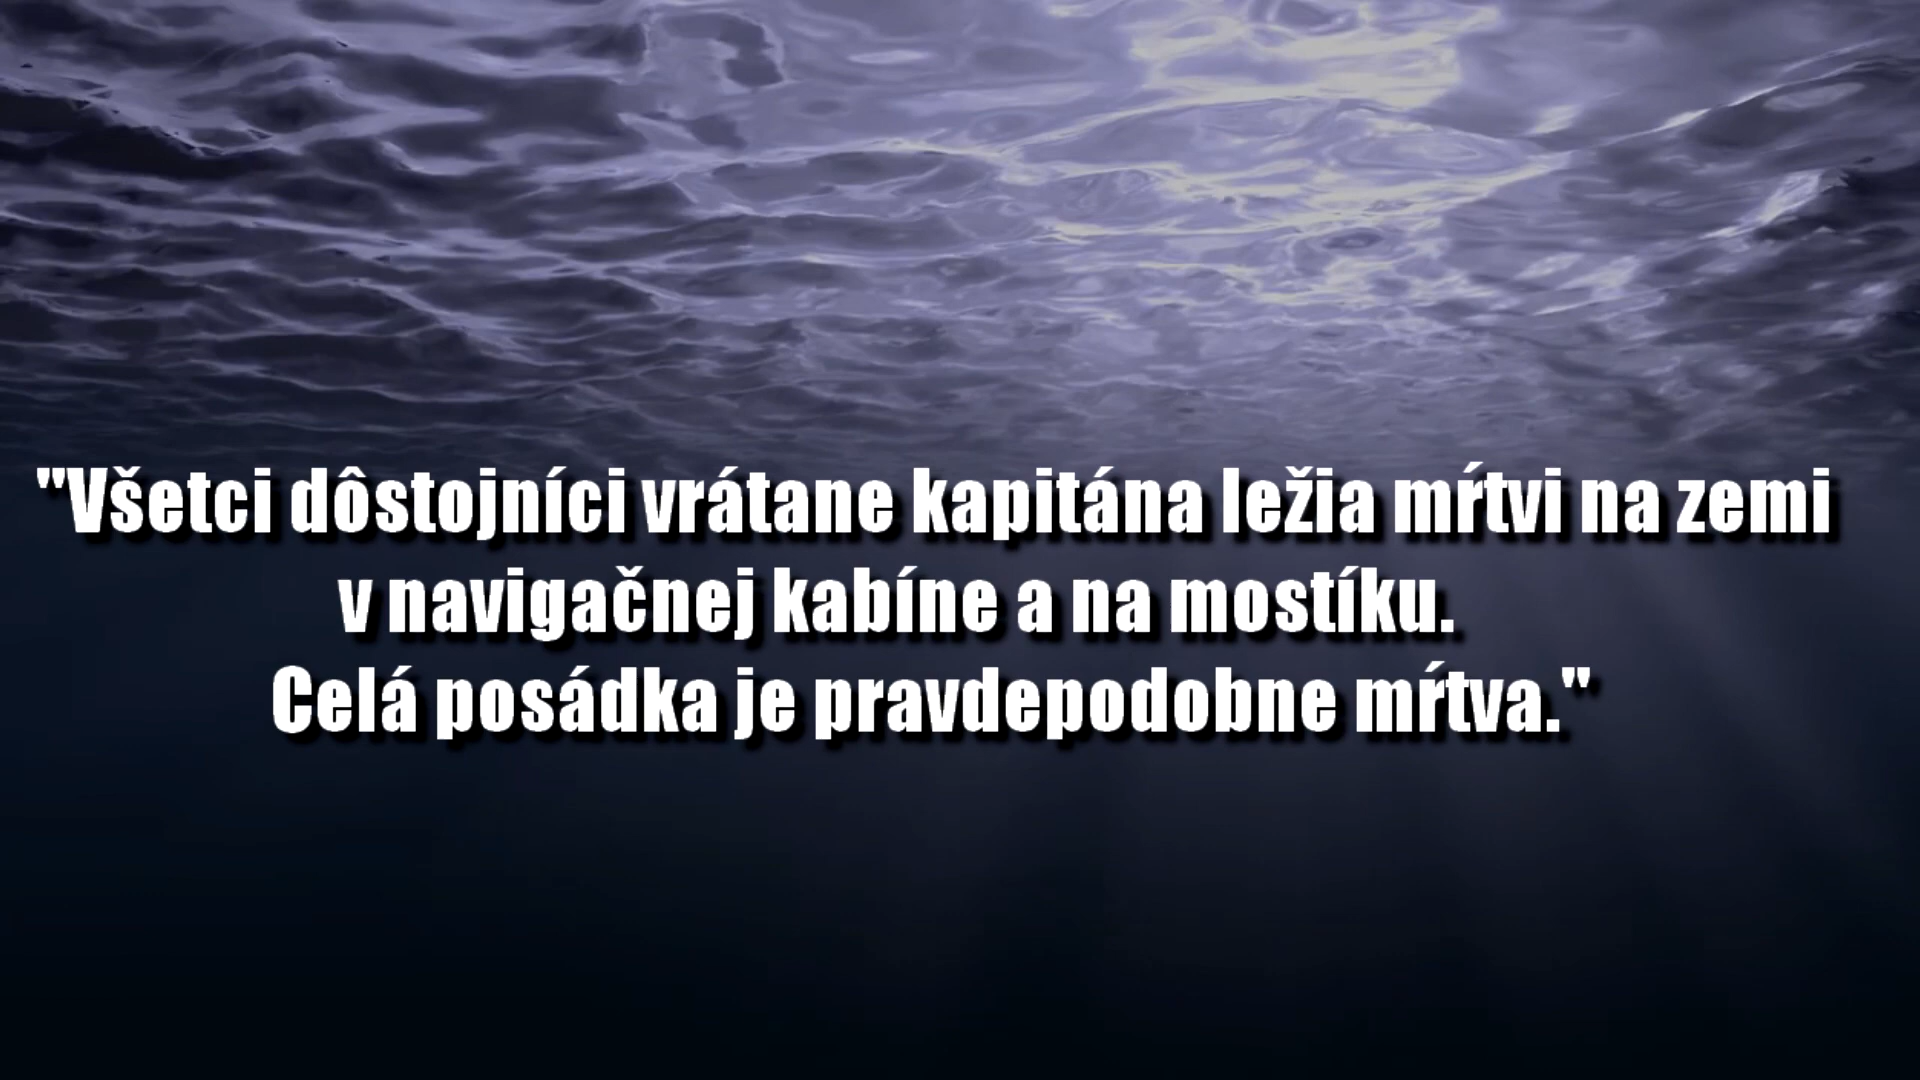 "Všetci dôstojníci vrátane kapitána ležia mŕtvi na zemi
v navigačnej kabíne a na mostíku.
Celá posádka je pravdepodobne mŕtva."